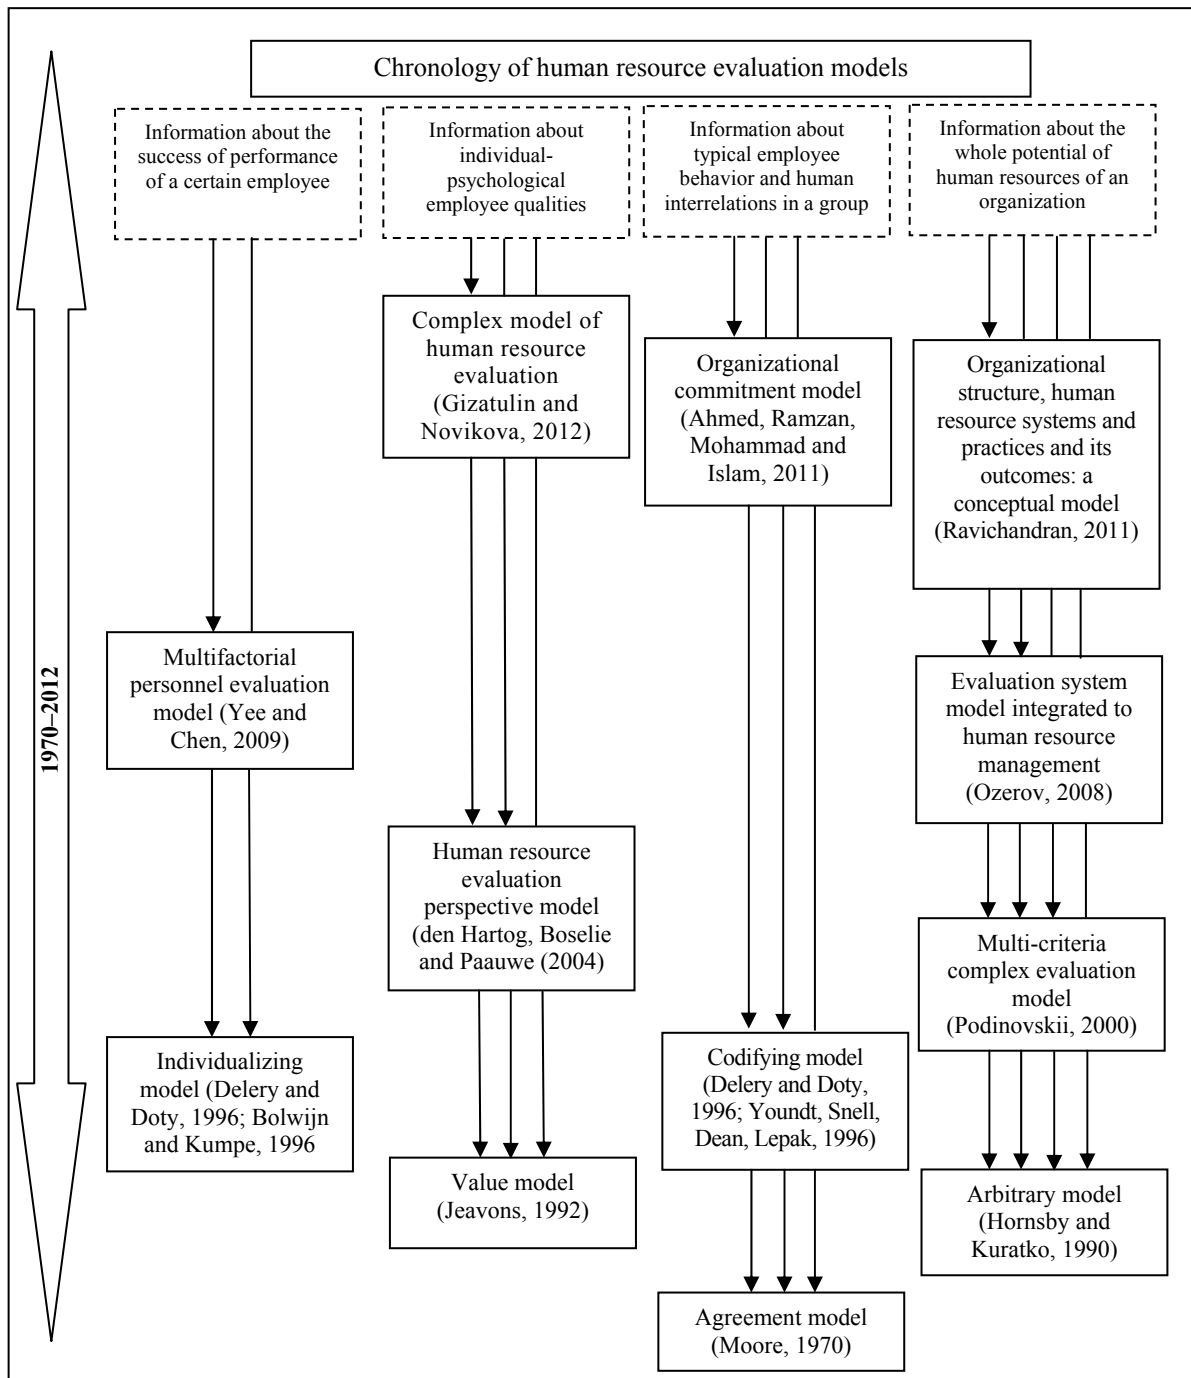 Chronology of human resource evaluation models
Information about the
success of performance
of a certain employee
Information about
individual-
psychological
employee qualities
Information about
typical employee
behavior and human
interrelations in a group
Information about the
whole potential of
human resources of an
organization
1970–2012
Complex model of
human resource
evaluation
(Gizatulin and
Novikova, 2012)
Organizational
commitment model
(Ahmed, Ramzan,
Mohammad and
Islam, 2011)
Organizational
structure, human
resource systems and
practices and its
outcomes: a
conceptual model
(Ravichandran, 2011)
Multifactorial
personnel evaluation
model (Yee and
Chen, 2009)
Evaluation system
model integrated to
human resource
management
(Ozerov, 2008)
Human resource
evaluation
perspective model
(den Hartog, Boselie
and Paauwe (2004)
Multi-criteria
complex evaluation
model
(Podinovskii, 2000)
Individualizing
model (Delery and
Doty, 1996; Bolwijn
and Kumpe, 1996
Codifying model
(Delery and Doty,
1996; Youndt, Snell,
Dean, Lepak, 1996)
Value model
(Jeavons, 1992)
Arbitrary model
(Hornsby and
Kuratko, 1990)
Agreement model
(Moore, 1970)